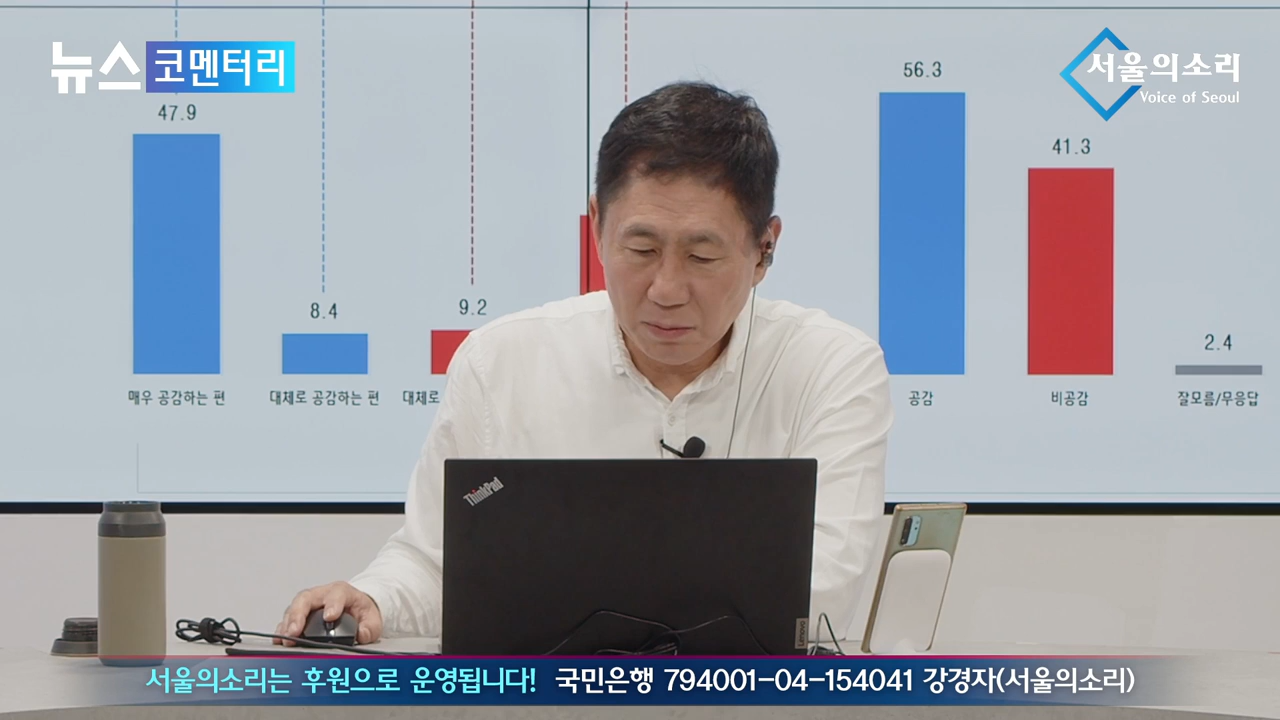 뉴스 코멘터리
서울의소리
Voice of Seoul
47.9
8.4
9.2
56.3
41.3
2.4
매우 공감하는 편
대체로 공감하는 편
대체로
공감
비공감
잘모름/무응답
ThinkPad
Lenovo
서울의소리는 후원으로 운영됩니다! 국민은행 794001-04-154041 강경자(서울의소리)